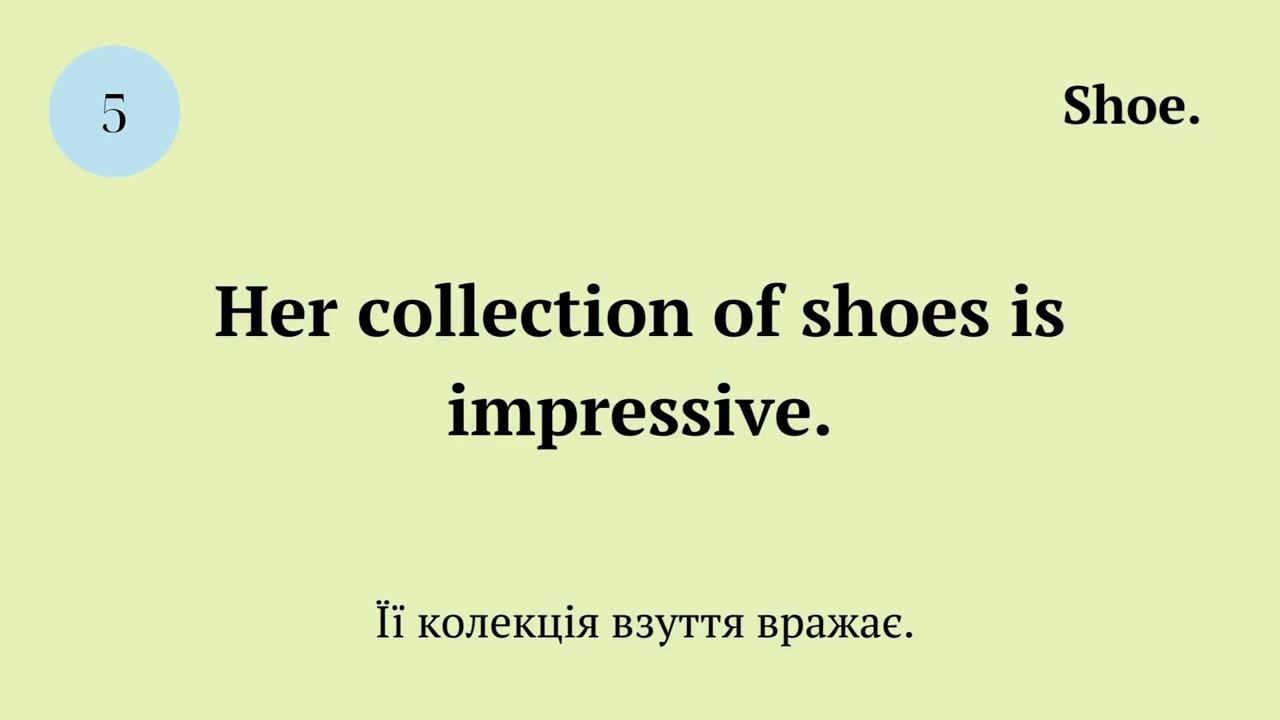 5
Shoe.
Her collection of shoes is
impressive.
Її колекція взуття вражає.